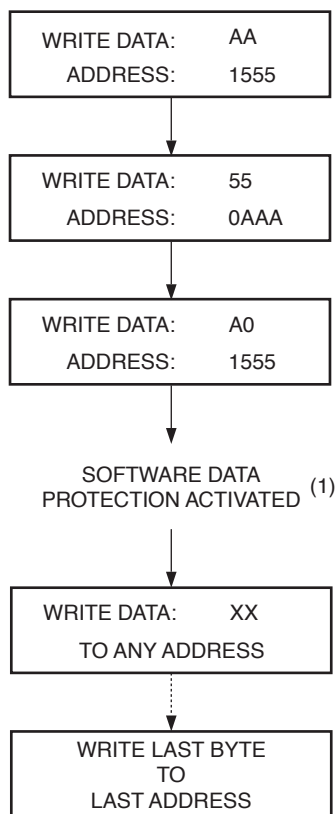 WRITE DATA: AA
ADDRESS: 1555
WRITE DATA: 55
ADDRESS: 0AAA
WRITE DATA: A0
ADDRESS: 1555
SOFTWARE DATA
PROTECTION ACTIVATED (1)
WRITE DATA: XX
TO ANY ADDRESS
WRITE LAST BYTE
TO
LAST ADDRESS